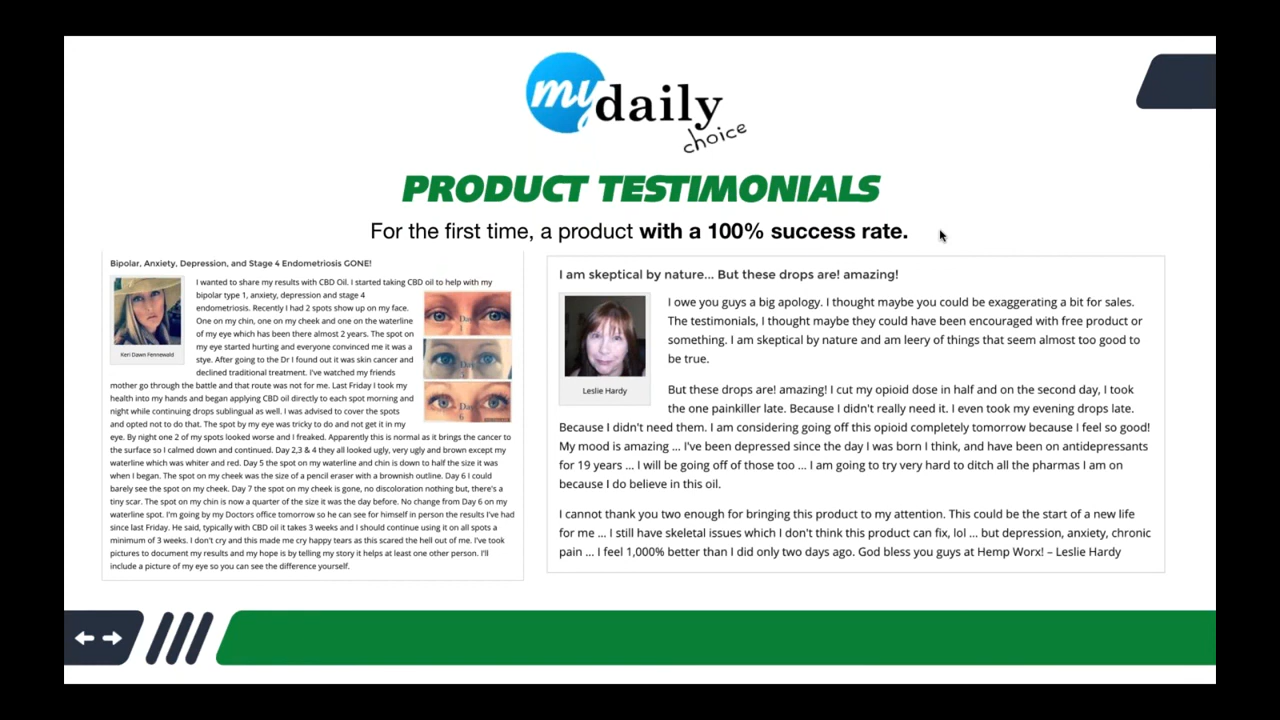 my daily
choice
PRODUCT TESTIMONIALS
For the first time, a product with a 100% success rate.
Bipolar, Anxiety, Depression, and Stage 4 Endometriosis GONE!
I wanted to share my results with CBD Oil. I started taking CBD oil to help with my
bipolar type 1, anxiety, depression and stage 4
endometriosis. Recently I had 2 spots show up on my face.
One on my chin, one on my cheek and one on the waterline
of my eye which has been there almost 2 years. The spot on
my eye started hurting and everyone convinced me it was a
stye. After going to the Dr I found out it was skin cancer and
declined traditional treatment. I've watched my friends
mother go through the battle and that route was not for me. Last Friday I took my
health into my hands and began applying CBD oil directly to each spot morning and
night while continuing drops sublingual as well. I was advised to cover the spots
and opted not to do that. The spot by my eye was tricky to do and not get it in my
eye. By night one 2 of my spots looked worse and I freaked. Apparently this is normal as it brings the cancer to
the surface so I calmed down and continued. Day 2,3 & 4 they all looked ugly, very ugly and brown except my
waterline which was whiter and red. Day 5 the spot on my waterline and chin is down to half the size it was
when I began. The spot on my cheek was the size of a pencil eraser with a brownish outline. Day 6 I could
barely see the spot on my cheek. Day 7 the spot on my cheek is gone, no discoloration nothing but, there's a
tiny scar. The spot on my chin is now a quarter of the size it was the day before. No change from Day 6 on my
waterline spot. I'm going by my Doctors office tomorrow so he can see for himself in person the results I've had
since last Friday. He said, typically with CBD oil it takes 3 weeks and I should continue using it on all spots a
minimum of 3 weeks. I don't cry and this made me cry happy tears as this scared the hell out of me. I've took
pictures to document my results and my hope is by telling my story it helps at least one other person. I'll
include a picture of my eye so you can see the difference yourself.
Keri Dawn Fennewald
Day
Day
Day
6
I am skeptical by nature... But these drops are! amazing!
Leslie Hardy
I owe you guys a big apology. I thought maybe you could be exaggerating a bit for sales.
The testimonials, I thought maybe they could have been encouraged with free product or
something. I am skeptical by nature and am leery of things that seem almost too good to
be true.
But these drops are! amazing! I cut my opioid dose in half and on the second day, I took
the one painkiller late. Because I didn't really need it. I even took my evening drops late.
Because I didn't need them. I am considering going off this opioid completely tomorrow because I feel so good!
My mood is amazing ... I've been depressed since the day I was born I think, and have been on antidepressants
for 19 years ... I will be going off of those too ... I am going to try very hard to ditch all the pharmas I am on
because I do believe in this oil.
I cannot thank you two enough for bringing this product to my attention. This could be the start of a new life
for me ... I still have skeletal issues which I don't think this product can fix, lol ... but depression, anxiety, chronic
pain ... I feel 1,000% better than I did only two days ago. God bless you guys at Hemp Worx! – Leslie Hardy